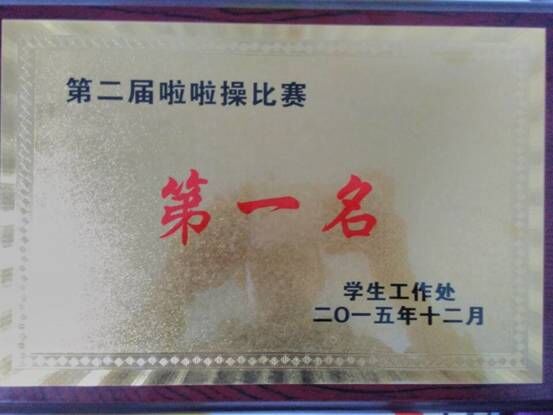 第二届啦啦操比赛
第一名
学生工作处
二〇一五年十二月